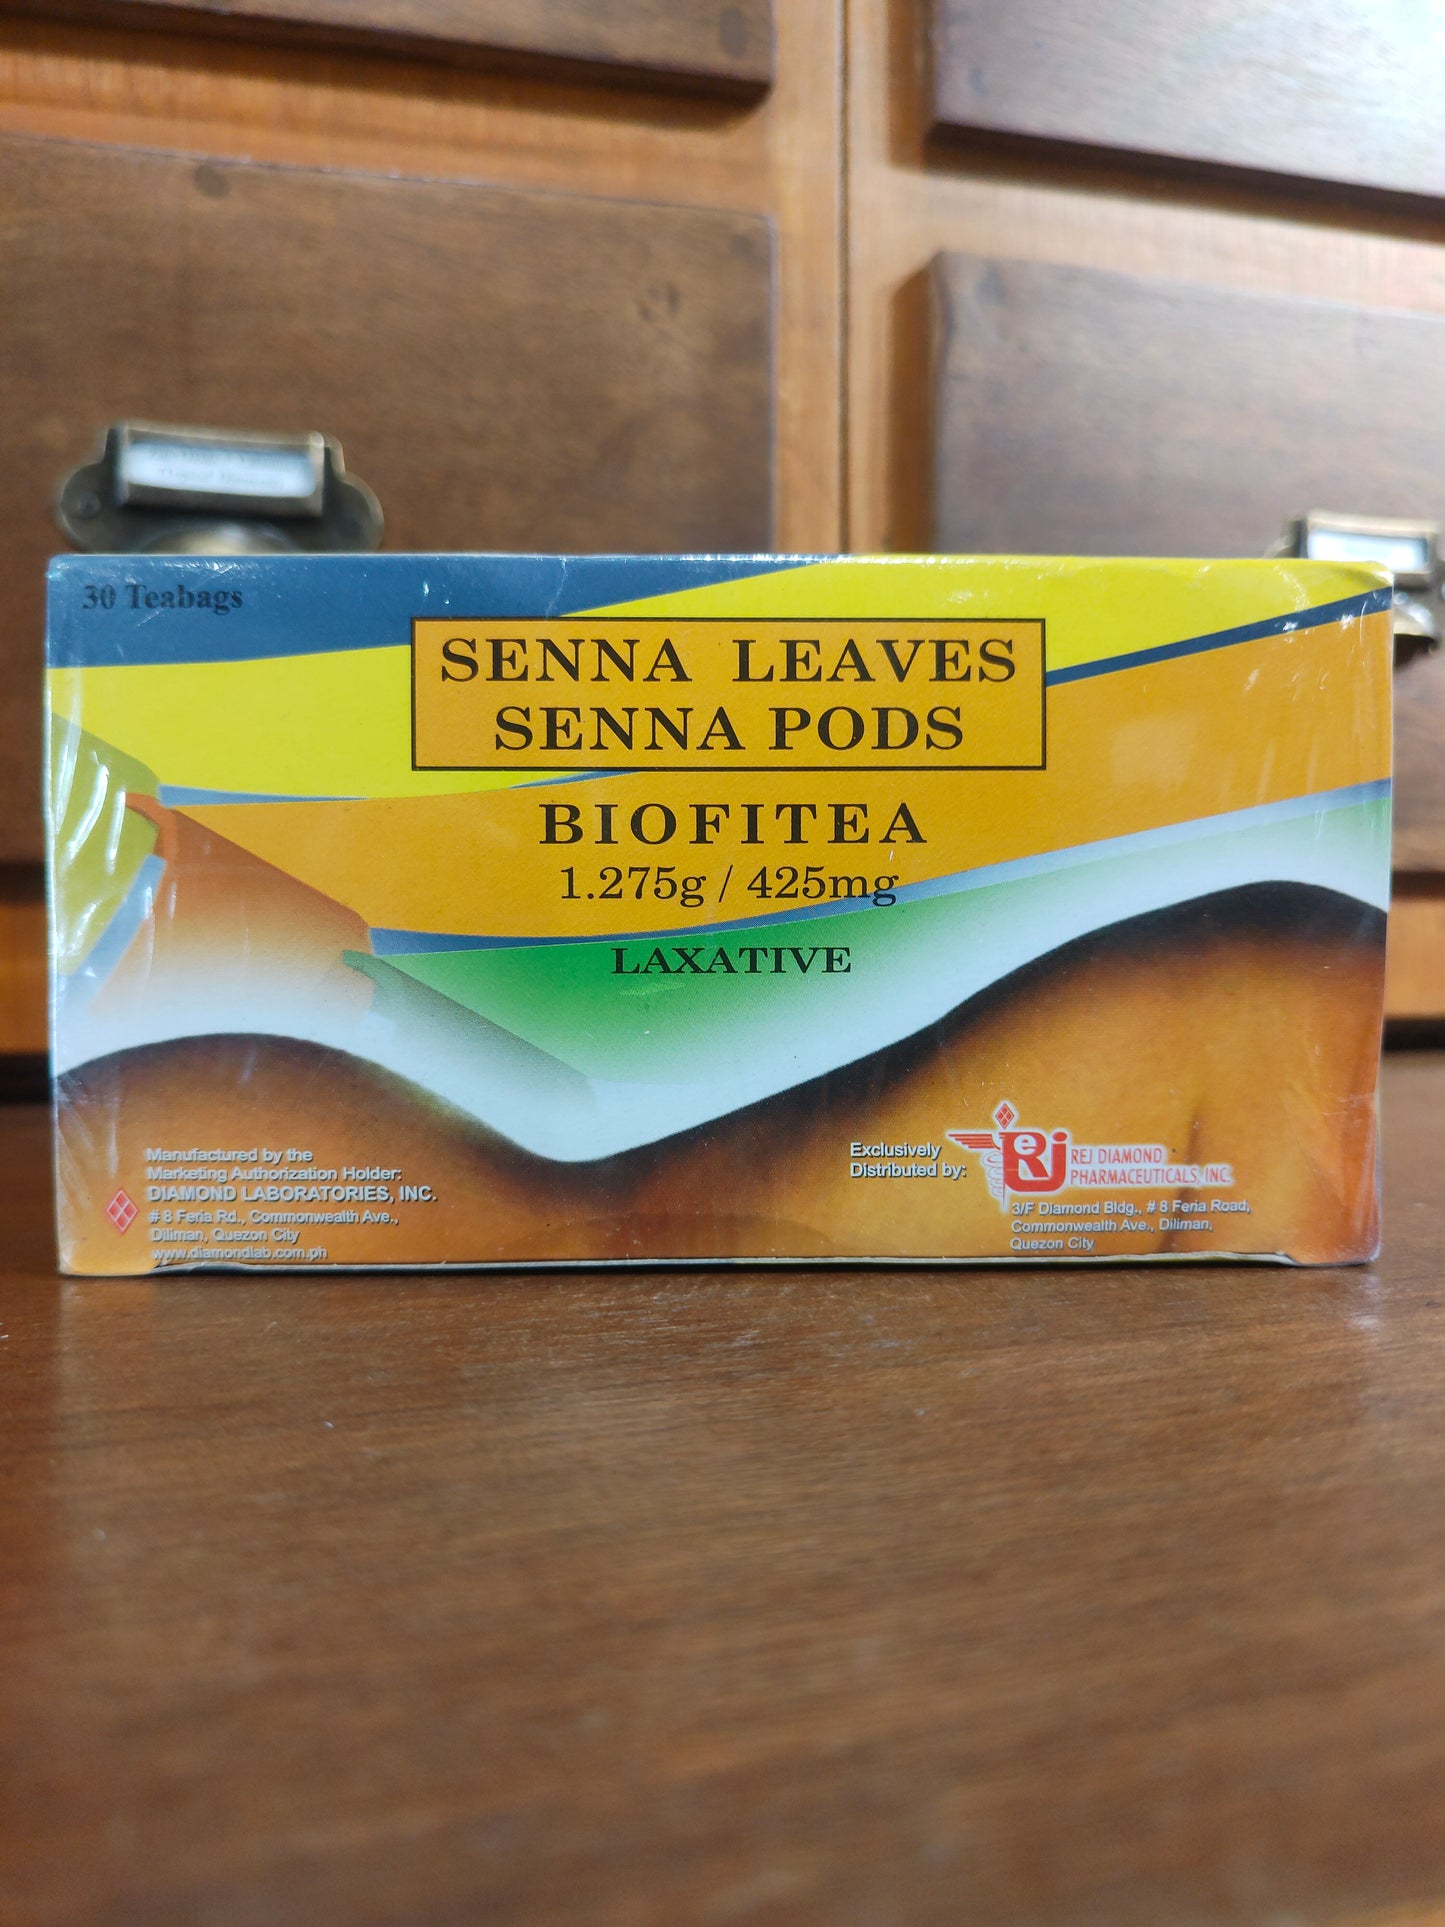 30 Teabags
SENNA LEAVES
SENNA PODS
BIOFITEA
1.275g / 425mg
LAXATIVE
Manufactured by the
Marketing Authorization Holder:
DIAMOND LABORATORIES, INC.
# 8 Feria Rd., Commonwealth Ave.,
Diliman, Quezon City
www.diamondlab.com.ph
Exclusively
Distributed by:
ReJ
REJ DIAMOND
PHARMACEUTICALS, INC.
3/F Diamond Bldg., # 8 Feria Road,
Commonwealth Ave., Diliman,
Quezon City